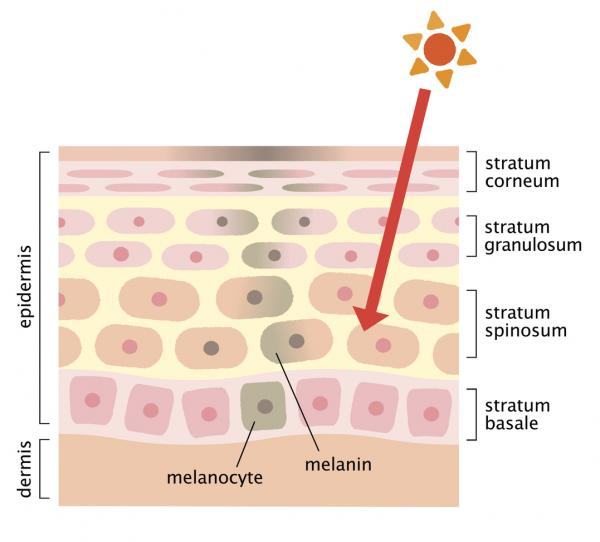 stratum
corneum
stratum
granulosum
epidermis
stratum
spinosum
stratum
basale
dermis
melanocyte
melanin